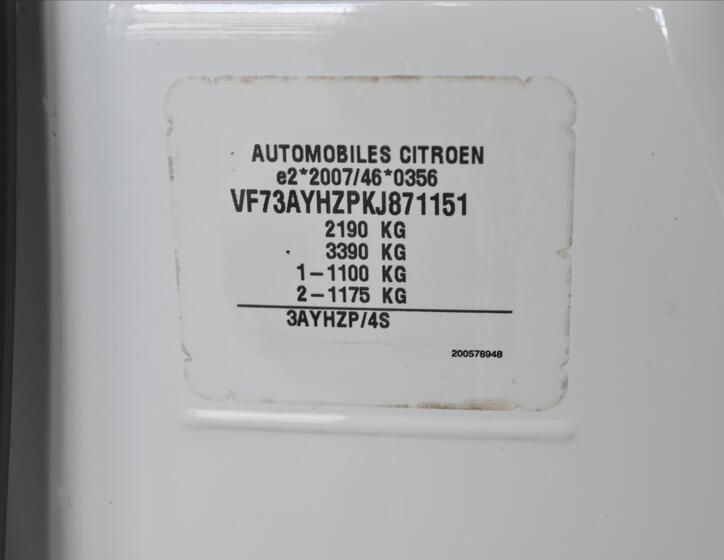 AUTOMOBILES CITROEN
e2*2007/46*0356
VF73AYHZPKJ871151
2190 KG
3390 KG
1-1100 KG
2-1175 KG
3AYHZP/4S
200578948